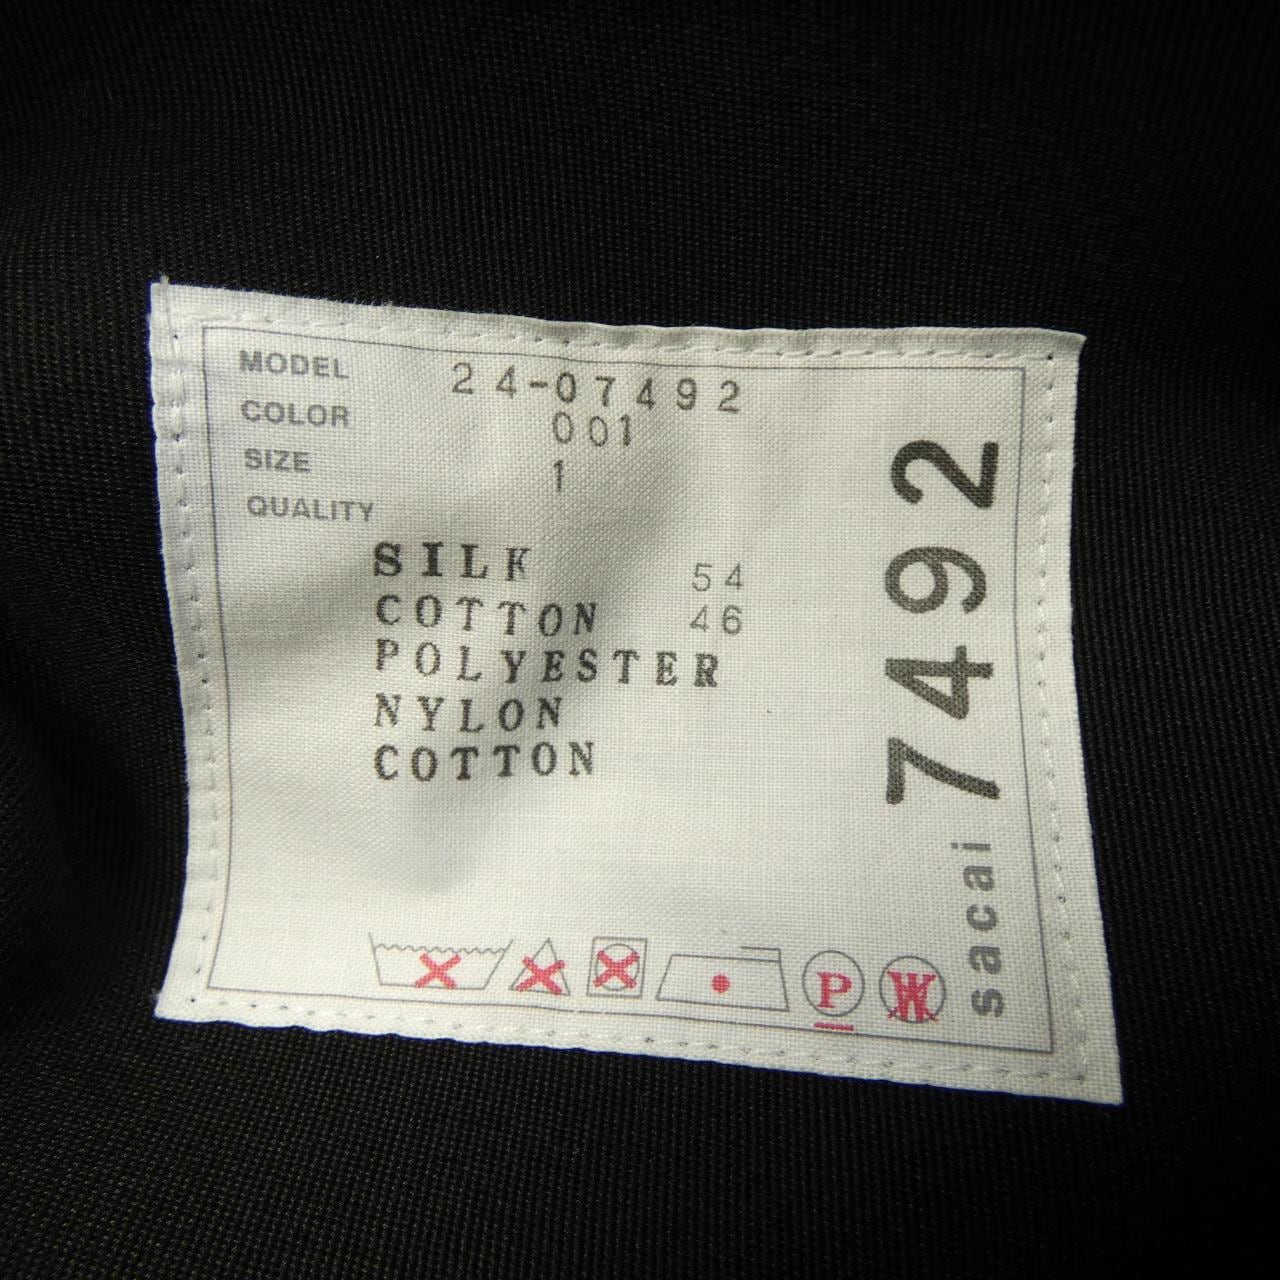 MODEL 24-07492
COLOR 001
SIZE 1
QUALITY
SILK 54
COTTON 46
POLYESTER
NYLON
COTTON
P
W
sacai 7492